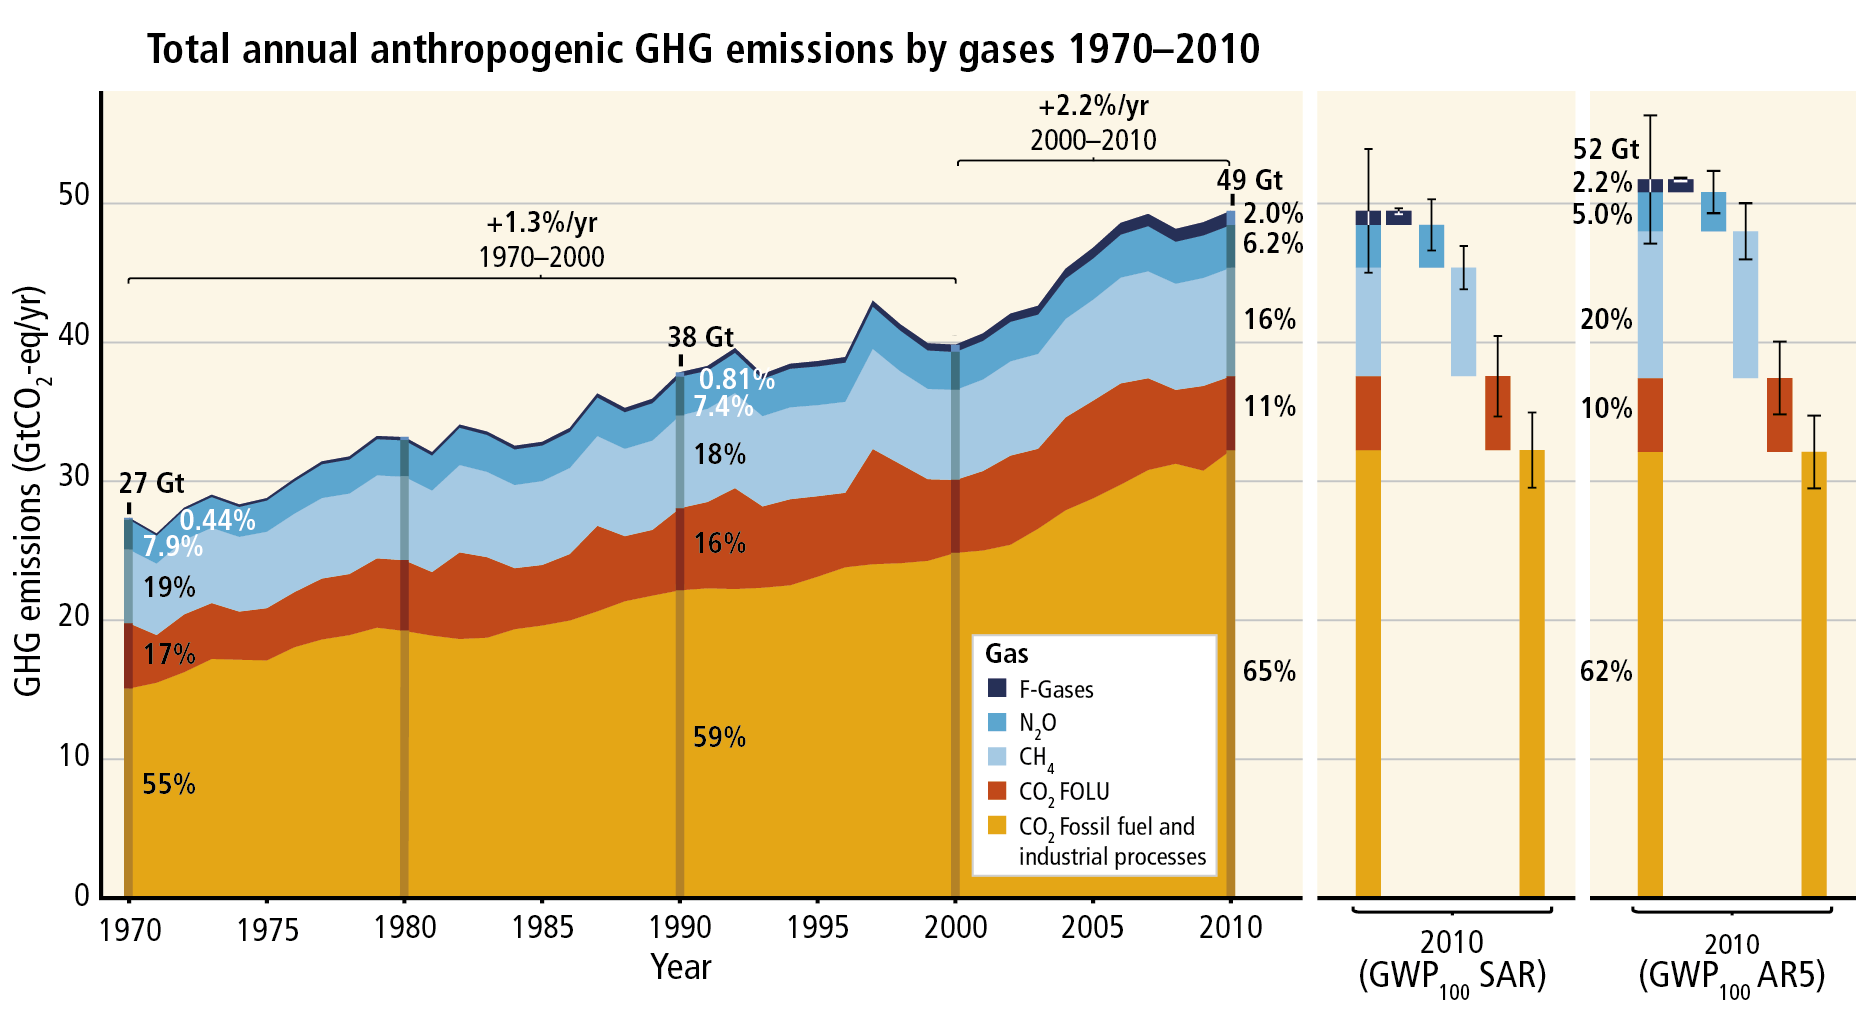 Total annual anthropogenic GHG emissions by gases 1970–2010
GHG emissions (GtCO2-eq/yr)
50
40
30
20
10
0
+2.2%/yr
2000–2010
+1.3%/yr
1970–2000
27 Gt
0.44%
7.9%
19%
17%
55%
38 Gt
0.81%
7.4%
18%
16%
59%
49 Gt
2.0%
6.2%
16%
11%
65%
Gas
F-Gases
N2O
CH4
CO2 FOLU
CO2 Fossil fuel and
industrial processes
1970 1975 1980 1985 1990 1995 2000 2005 2010
Year
2010
(GWP100 SAR)
52 Gt
2.2%
5.0%
20%
10%
62%
2010
(GWP100 AR5)